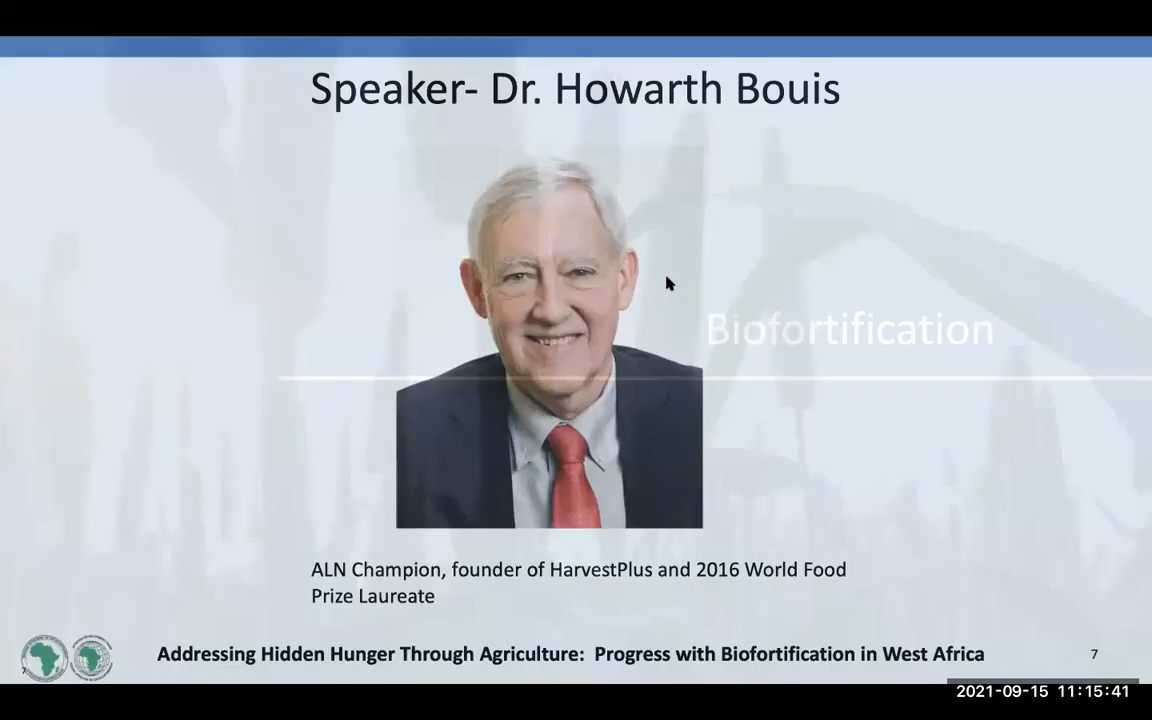 Speaker- Dr. Howarth Bouis
Biofortification
ALN Champion, founder of HarvestPlus and 2016 World Food
Prize Laureate
Addressing Hidden Hunger Through Agriculture:  Progress with Biofortification in West Africa
7
7
2021-09-15 11:15:41